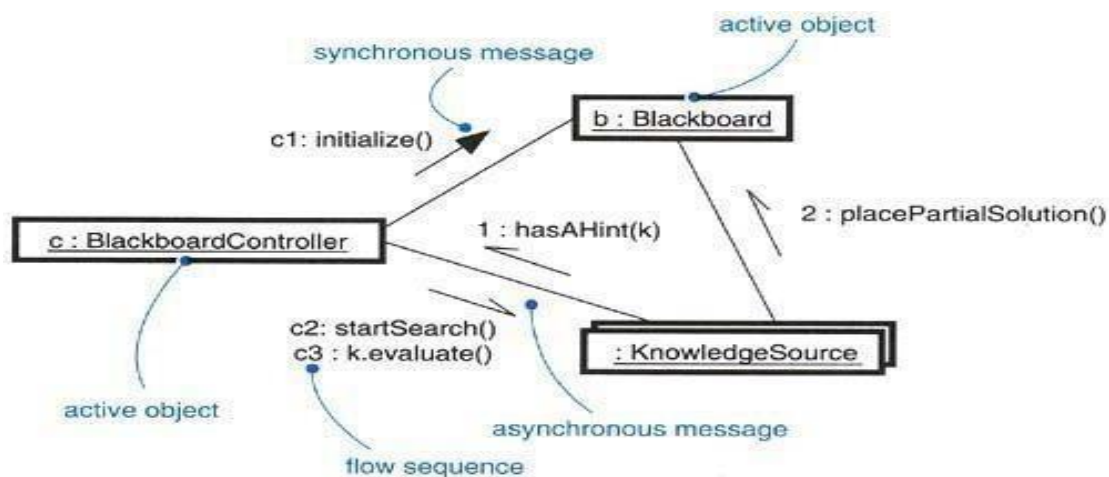 active object
synchronous message
b : Blackboard
c1: initialize()
2 : placePartialSolution()
1 : hasAHint(k)
c : BlackboardController
c2: startSearch()
c3 : k.evaluate()
: KnowledgeSource
active object
asynchronous message
flow sequence